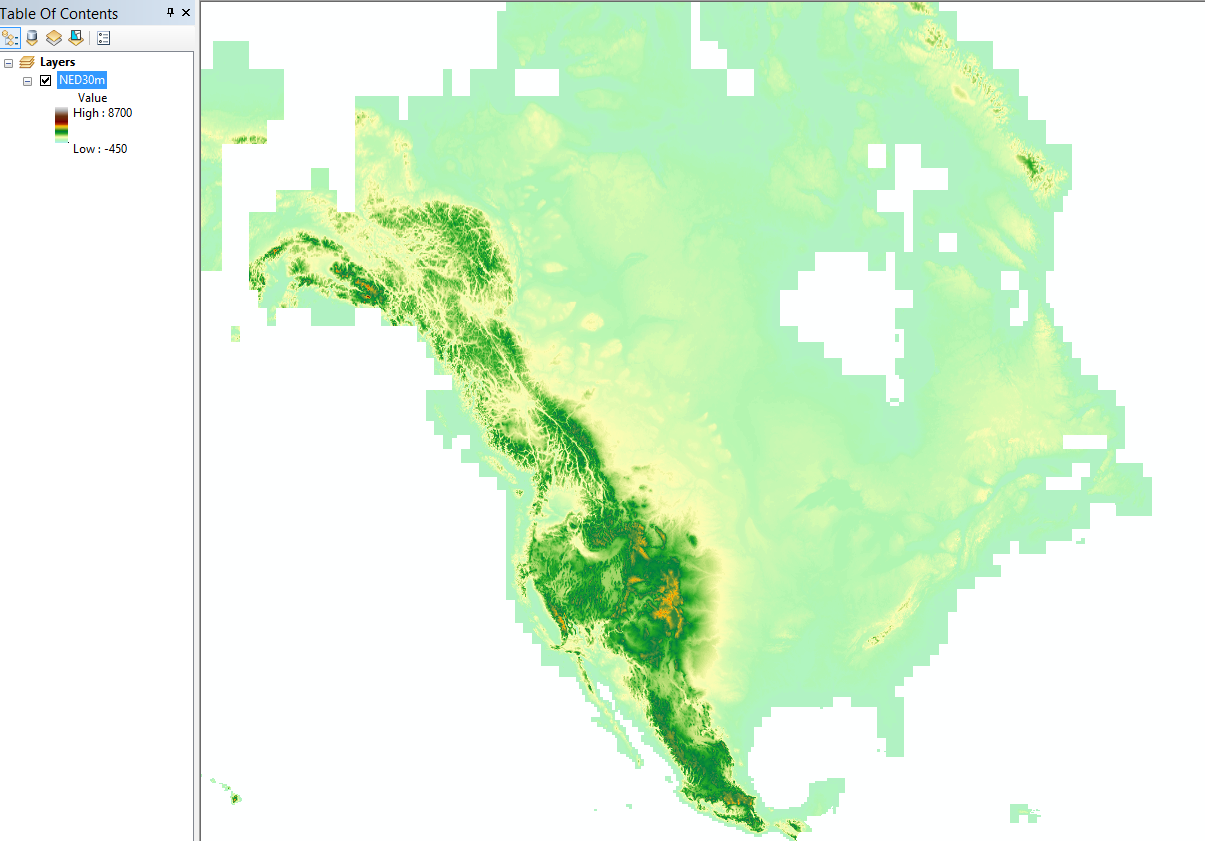 Table Of Contents
Layers
NED30m
Value
High : 8700
Low : -450